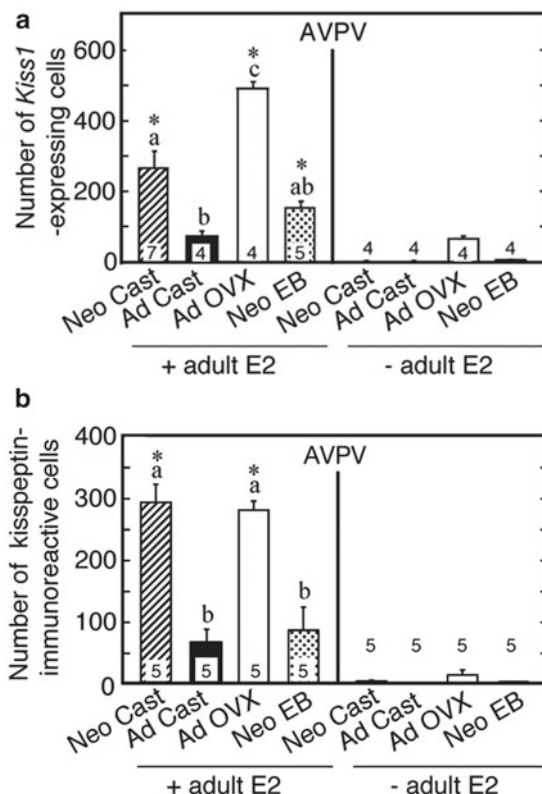 a
AVPV
Number of Kiss1
-expressing cells
600
400
200
0
*
a
b
*
c
*
ab
7
4
4
5
4
4
4
4
Neo Cast
Ad Cast
Ad OVX
Neo EB
Neo Cast
Ad Cast
Ad OVX
Neo EB
+ adult E2
- adult E2
b
AVPV
Number of kisspeptin-
immunoreactive cells
400
300
200
100
0
*
a
b
*
a
b
5
5
5
5
5
5
5
5
Neo Cast
Ad Cast
Ad OVX
Neo EB
Neo Cast
Ad Cast
Ad OVX
Neo EB
+ adult E2
- adult E2